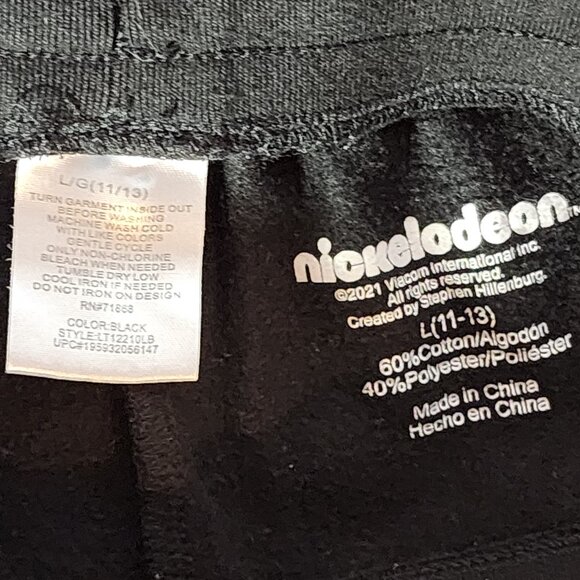 L/G(11/13)
TURN GARMENT INSIDE OUT
BEFORE WASHING
MACHINE WASH COLD
WITH LIKE COLORS
GENTLE CYCLE
ONLY NON-CHLORINE
BLEACH WHEN NEEDED
TUMBLE DRY LOW
COOL IRON IF NEEDED
DO NOT IRON ON DESIGN
RN#71868
COLOR:BLACK
STYLE:LT12210LB
UPC#195932056147
nickelodeon
©2021 Viacom International Inc.
All rights reserved.
Created by Stephen Hillenburg.
L(11-13)
60%Cotton/Algodón
40%Polyester/Poliéster
Made in China
Hecho en China